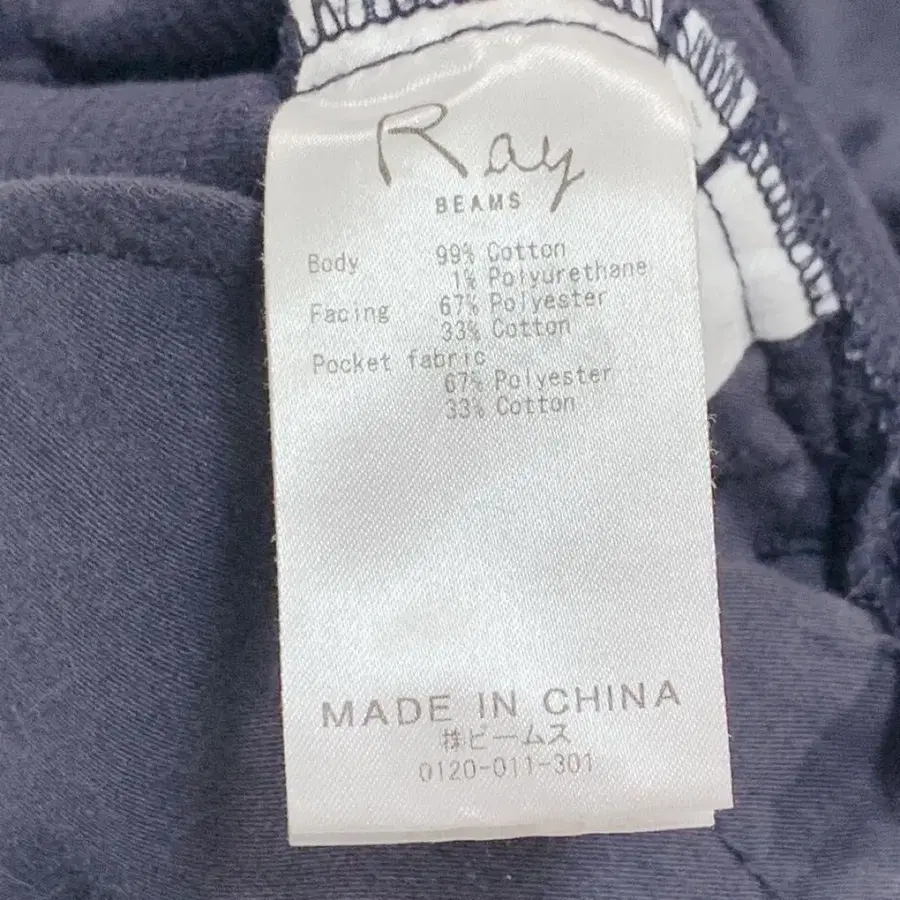 Ray
BEAMS
Body 99% Cotton
1% Polyurethane
Facing 67% Polyester
33% Cotton
Pocket fabric
67% Polyester
33% Cotton
MADE IN CHINA
㈱ビームス
0120-011-301